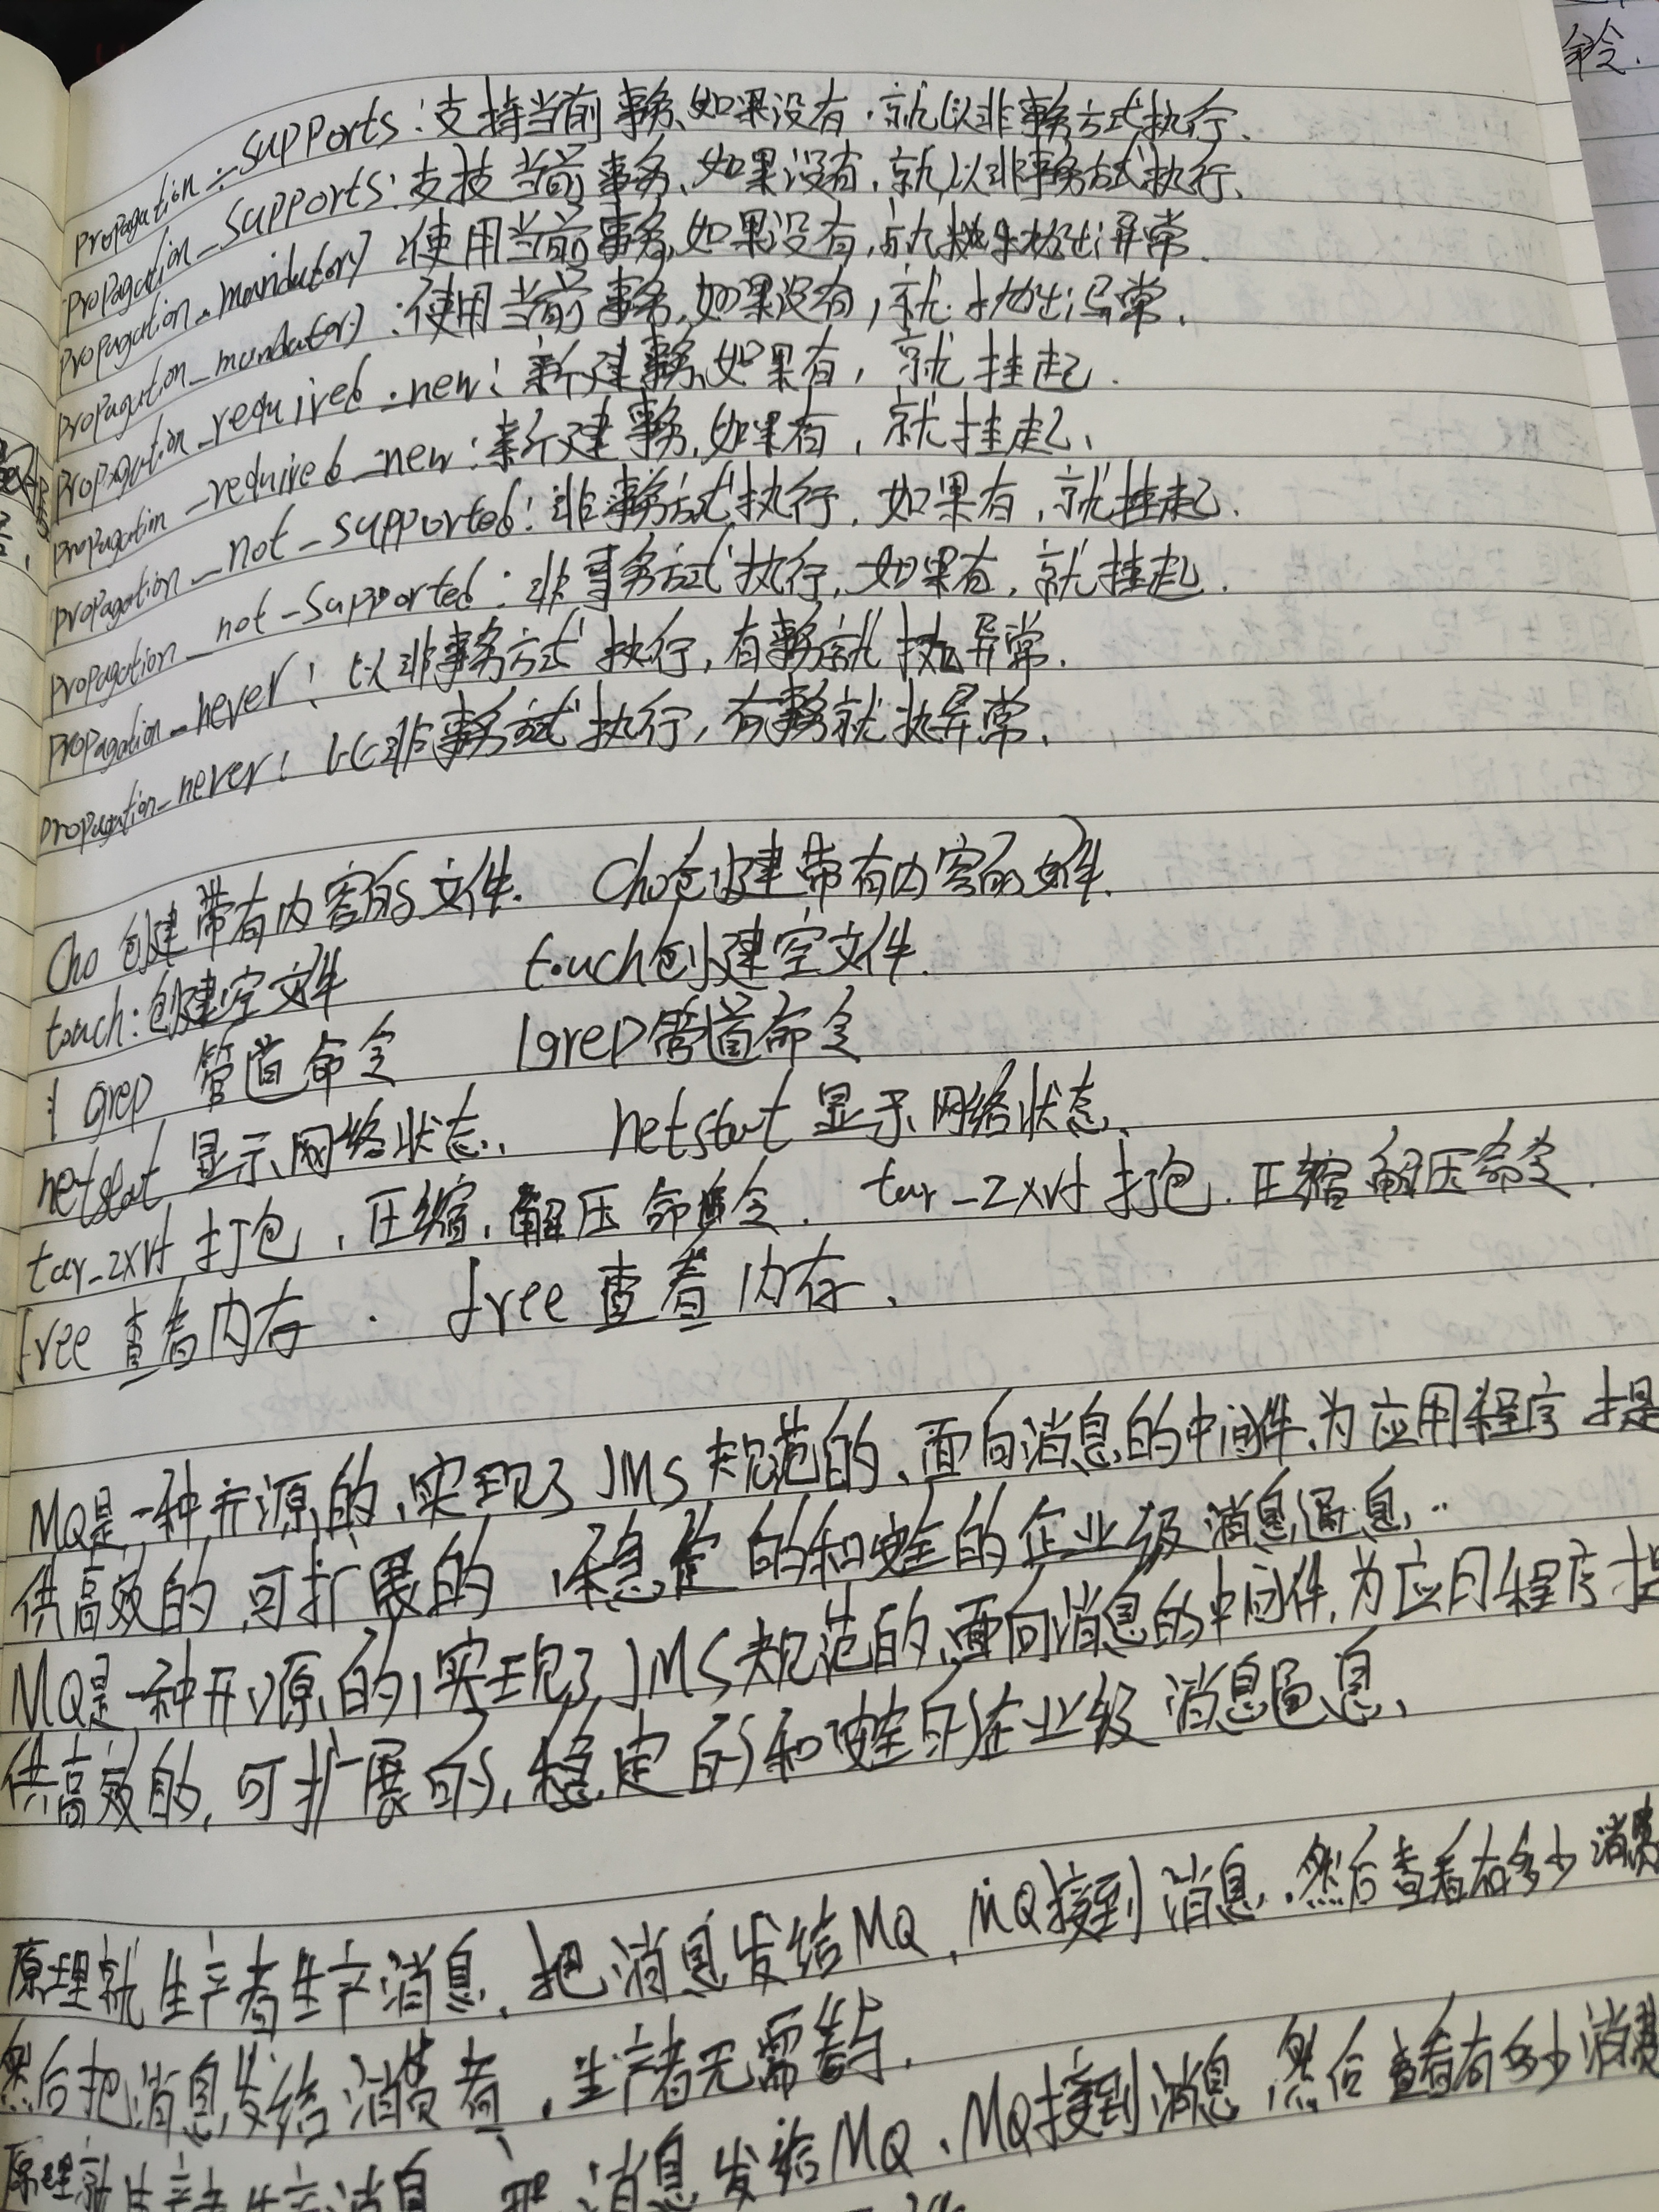 命令.
propagation_supports:支持当前事务,如果没有,就以非事务方式执行.
propagation_supports:支持当前事务,如果没有,就以非事务方式执行.
propagation_mandatory:使用当前事务,如果没有,就抛出异常.
propagation_mandatory:使用当前事务,如果没有,就抛出异常.
propagation_required_new:新建事务,如果有,就挂起.
propagation_required_new:新建事务,如果有,就挂起.
propagation_not_supported:非事务方式执行,如果有,就挂起.
propagation_not_supported:非事务方式执行,如果有,就挂起.
propagation_never:以非事务方式执行,有事务就抛异常.
propagation_never:以非事务方式执行,有事务就执异常.
Cho 创建带有内容的文件. Cho创建带有内容的文件.
touch:创建空文件 touch创建空文件.
| grep 管道命令 |grep管道命令
netstat 显示网络状态. netstat 显示网络状态.
tar_zxvf 打包,压缩,解压命令. tar_zxvf 打包.压缩解压命令.
free 查看内存. free 查看内存.
MQ是一种开源的,实现了JMS规范的,面向消息的中间件,为应用程序提
供高效的,可扩展的 稳定的和安全的企业级消息通息..
MQ是一种开源的,实现了JMS规范的,面向消息的中间件,为应用程序提
供高效的,可扩展的,稳定的和安全的企业级消息通息.
原理就生产者生产消息,把消息发给MQ,MQ接到消息,然后查看有多少消费
然后把消息发给消费者,生产者无需参与.
原理就生产者生产消息 把消息发给MQ,MQ接到消息 然后查看有多少消费